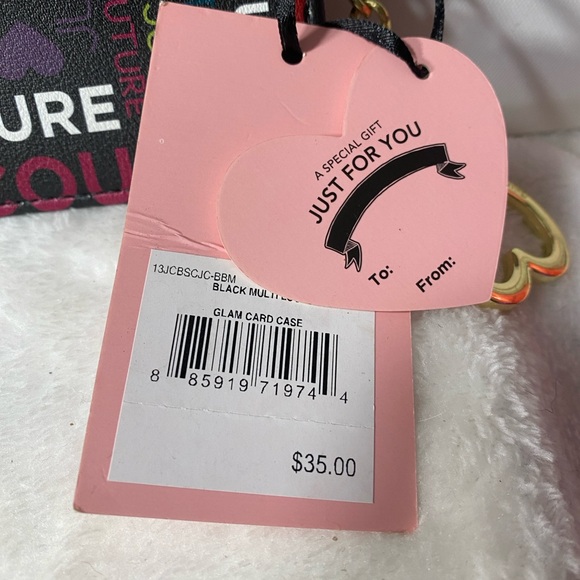 OUTURE
URE
COU
A SPECIAL GIFT
JUST FOR YOU
To: From:
13JCBSCJC-BBM
BLACK MULTI
GLAM CARD CASE
8 85919 71974 4
$35.00